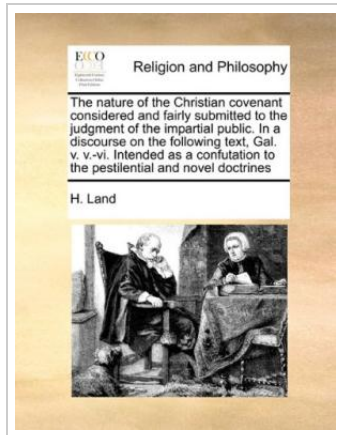 ECCO
Religion and Philosophy
The nature of the Christian covenant
considered and fairly submitted to the
judgment of the impartial public. In a
discourse on the following text, Gal.
v. v.-vi. Intended as a confutation to
the pestilential and novel doctrines
H. Land